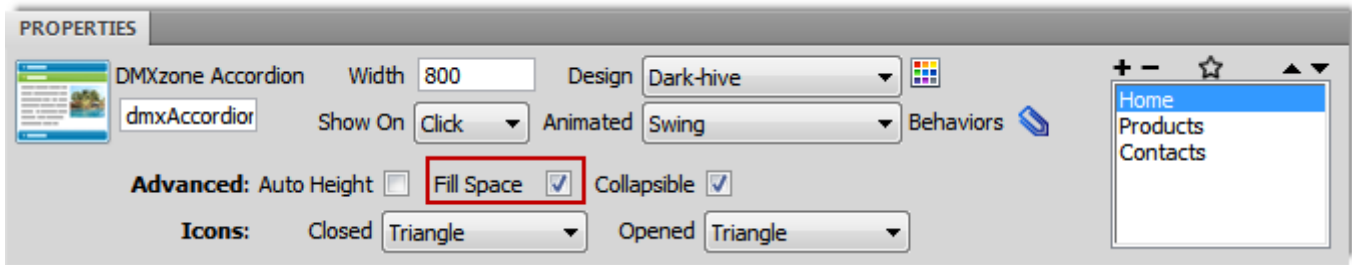 PROPERTIES
DMXzone Accordion Width 800 Design Dark-hive
dmxAccordior Show On Click Animated Swing Behaviors
Advanced: Auto Height Fill Space Collapsible
Icons: Closed Triangle Opened Triangle
Home
Products
Contacts